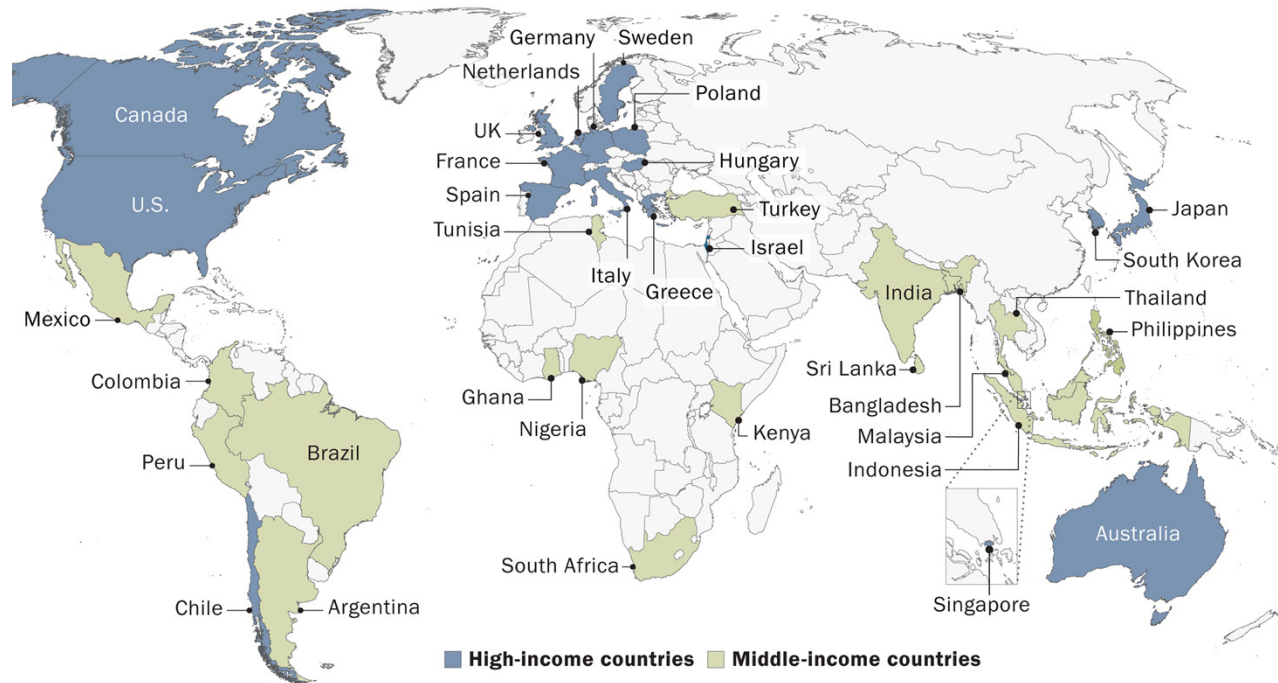 Germany
Sweden
Netherlands
Canada
Poland
UK
France
Hungary
Spain
U.S.
Turkey
Japan
Tunisia
Israel
South Korea
Italy
Greece
India
Thailand
Mexico
Philippines
Colombia
Sri Lanka
Ghana
Bangladesh
Nigeria
Kenya
Malaysia
Brazil
Peru
Indonesia
Australia
South Africa
Singapore
Chile
Argentina
High-income countries
Middle-income countries